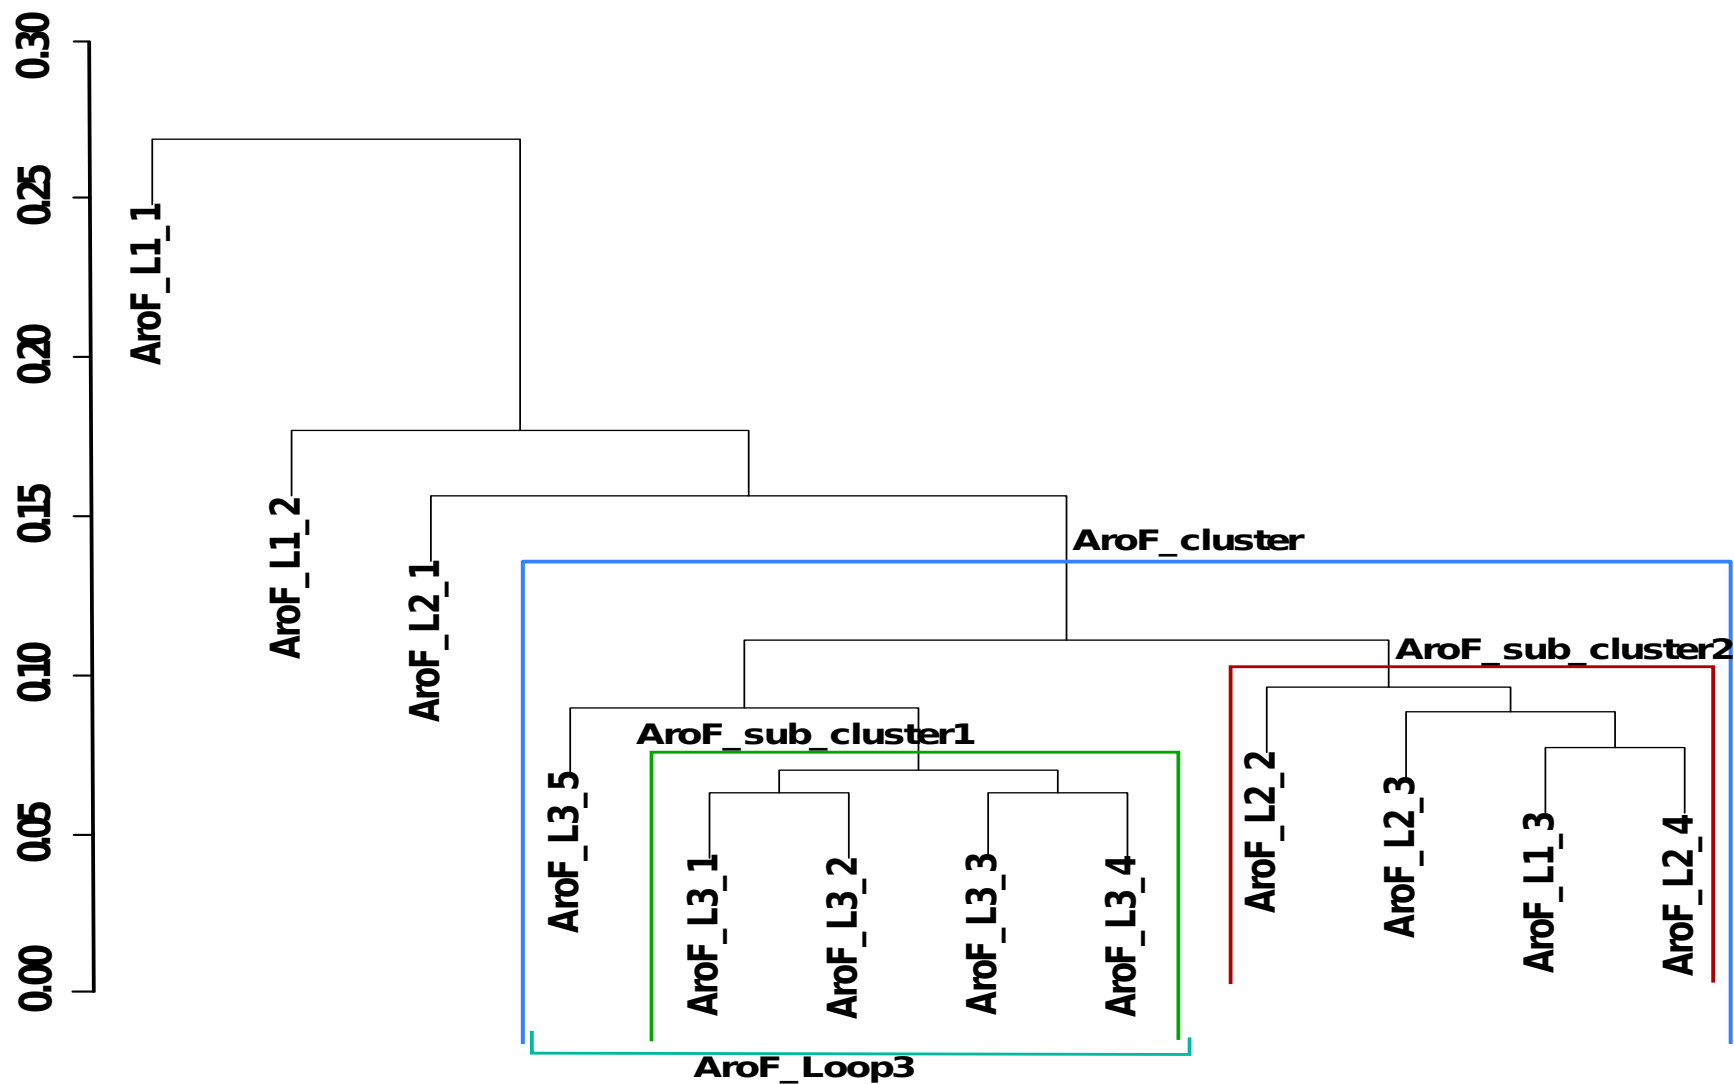 0.30
0.25
0.20
0.15
0.10
0.05
0.00
AroF_L1_1
AroF_L1_2
AroF_L2_1
AroF_cluster
AroF_sub_cluster2
AroF_sub_cluster1
AroF_L3_5
AroF_L3_1
AroF_L3_2
AroF_L3_3
AroF_L3_4
AroF_L2_2
AroF_L2_3
AroF_L1_3
AroF_L2_4
AroF_Loop3